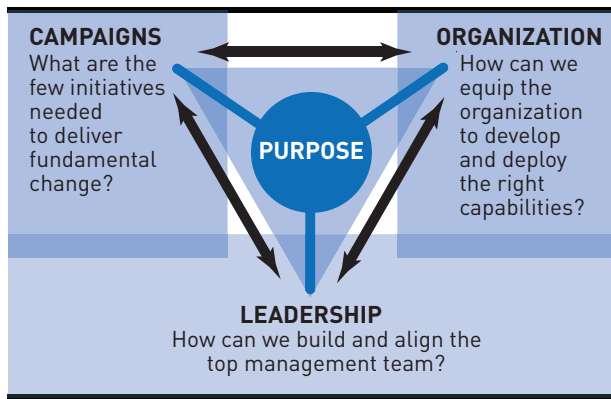 CAMPAIGNS
What are the
few initiatives
needed
to deliver
fundamental
change?
ORGANIZATION
How can we
equip the
organization
to develop
and deploy
the right
capabilities?
PURPOSE
LEADERSHIP
How can we build and align the
top management team?